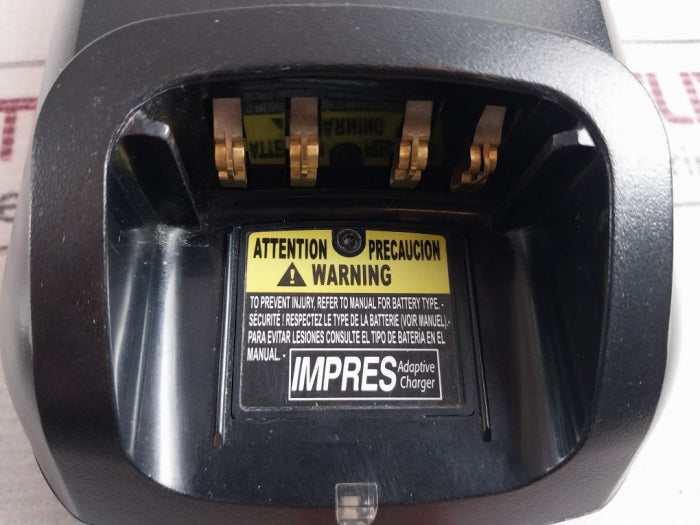 ATTENTION PRECAUCION
WARNING
TO PREVENT INJURY, REFER TO MANUAL FOR BATTERY TYPE. -
SÉCURITÉ ! RESPECTEZ LE TYPE DE LA BATTERIE (VOIR MANUEL).-
PARA EVITAR LESIONES CONSULTE EL TIPO DE BATERIA EN EL
MANUAL. -
IMPRES Adaptive
Charger